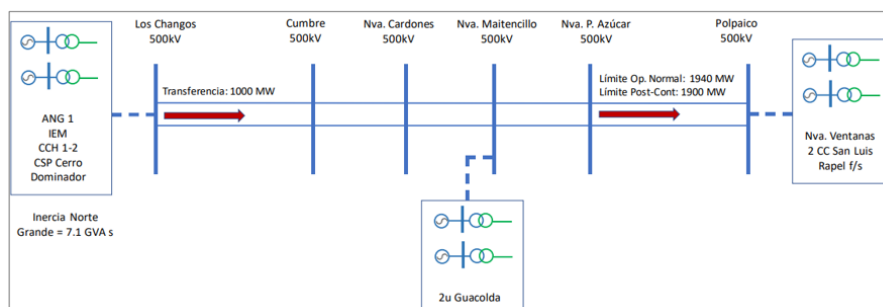 Los Changos
500kV
Cumbre
500kV
Nva. Cardones
500kV
Nva. Maitencillo
500kV
Nva. P. Azúcar
500kV
Polpaico
500kV
Transferencia: 1000 MW
Límite Op. Normal: 1940 MW
Límite Post-Cont: 1900 MW
ANG 1
IEM
CCH 1-2
CSP Cerro
Dominador
Inercia Norte
Grande = 7.1 GVA s
2u Guacolda
Nva. Ventanas
2 CC San Luis
Rapel f/s